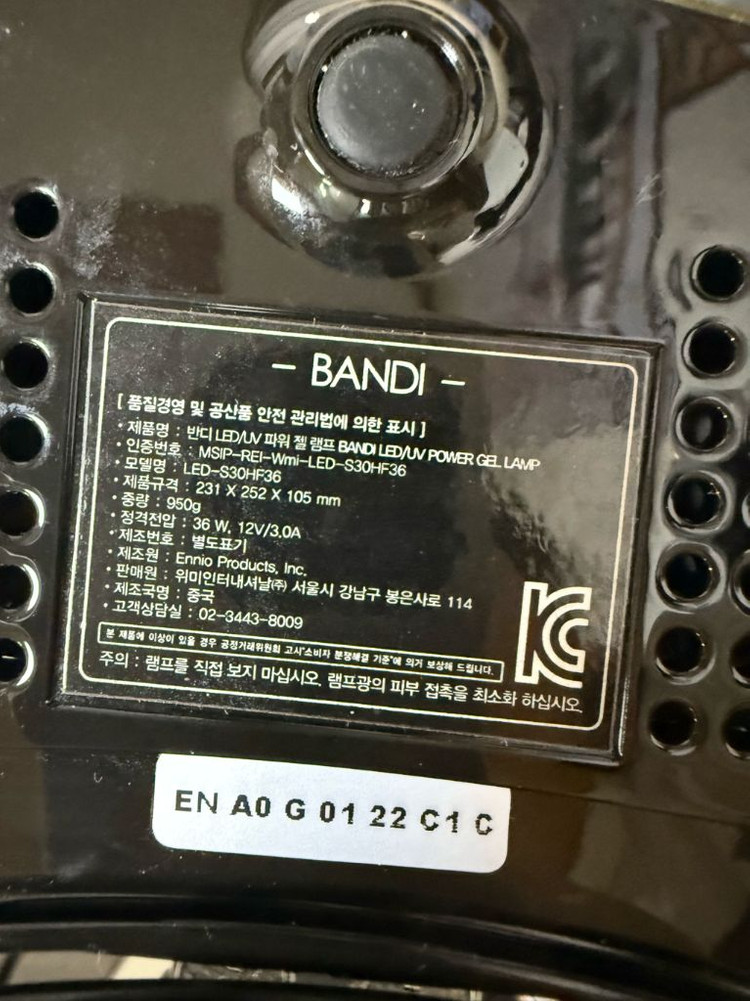 – BANDI –
[ 품질경영 및 공산품 안전 관리법에 의한 표시 ]
• 제품명 : 반디 LED/UV 파워 젤 램프 BANDI LED/UV POWER GEL LAMP
• 인증번호 : MSIP-REI-Wmi-LED-S30HF36
• 모델명 : LED-S30HF36
• 제품규격 : 231 X 252 X 105 mm
• 중량 : 950g
• 정격전압 : 36 W, 12V/3.0A
• 제조번호 : 별도표기
• 제조원 : Ennio Products, Inc.
• 판매원 : 위미인터내셔날㈜ 서울시 강남구 봉은사로 114
• 제조국명 : 중국
• 고객상담실 : 02-3443-8009
본 제품에 이상이 있을 경우 공정거래위원회 고시"소비자 분쟁해결 기준"에 의거 보상해 드립니다.
주의 : 램프를 직접 보지 마십시오. 램프광의 피부 접촉을 최소화 하십시오.
KC
EN A0 G 01 22 C1 C